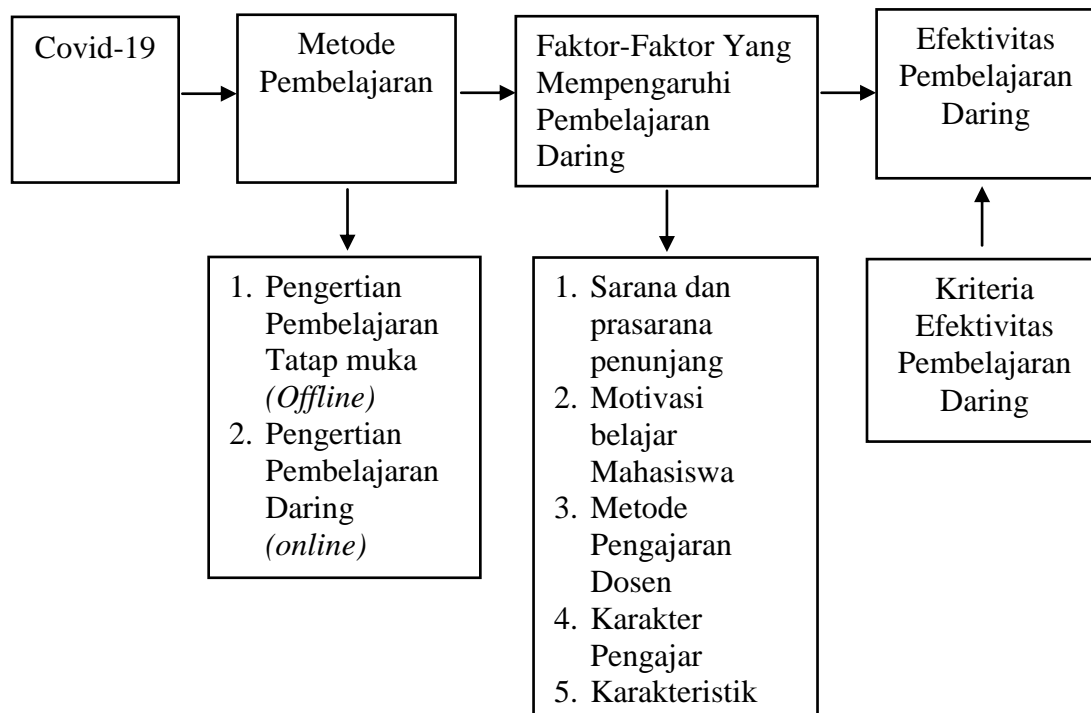 Covid-19
Metode
Pembelajaran
Faktor-Faktor Yang
Mempengaruhi
Pembelajaran
Daring
Efektivitas
Pembelajaran
Daring
1. Pengertian
Pembelajaran
Tatap muka
(Offline)
2. Pengertian
Pembelajaran
Daring
(online)
1. Sarana dan
prasarana
penunjang
2. Motivasi
belajar
Mahasiswa
3. Metode
Pengajaran
Dosen
4. Karakter
Pengajar
5. Karakteristik
Kriteria
Efektivitas
Pembelajaran
Daring